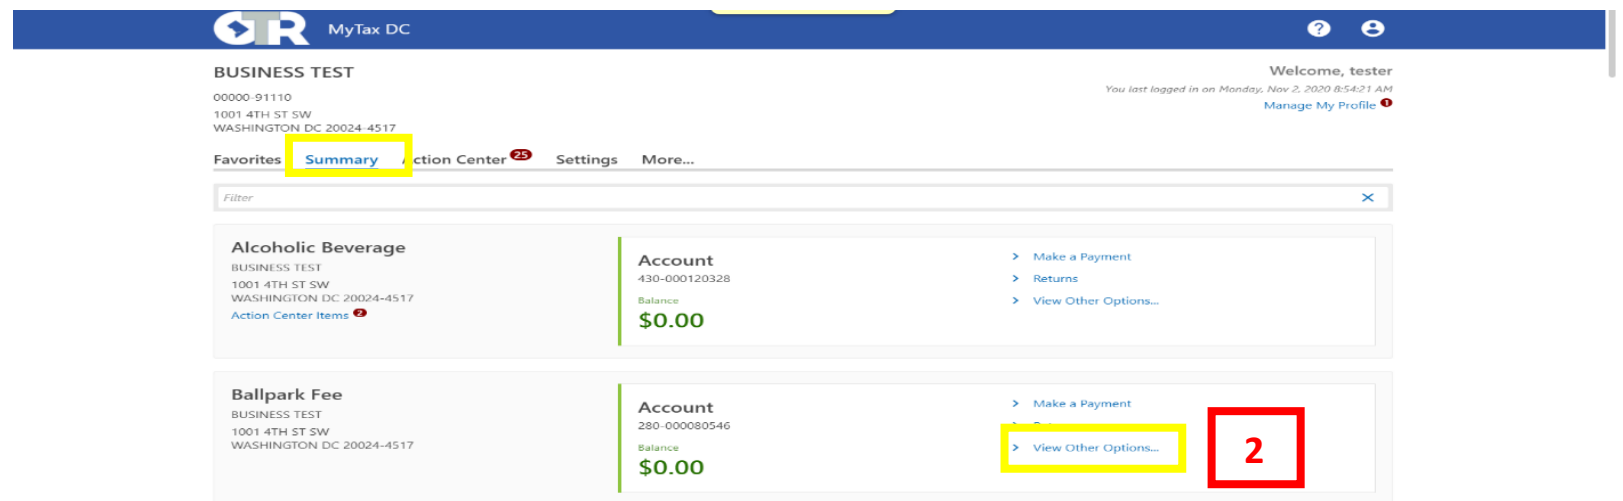 OTR MyTax DC
BUSINESS TEST
Welcome, tester
00000-91110
You last logged in on Monday, Nov 2, 2020 8:54:21 AM
1001 4TH ST SW
Manage My Profile 1
WASHINGTON DC 20024-4517
Favorites Summary Action Center 25 Settings More...
Filter
Alcoholic Beverage
BUSINESS TEST
1001 4TH ST SW
WASHINGTON DC 20024-4517
Action Center Items 2
Account
430-000120328
Balance
$0.00
Make a Payment
Returns
View Other Options...
Ballpark Fee
BUSINESS TEST
1001 4TH ST SW
WASHINGTON DC 20024-4517
Account
280-000080546
Balance
$0.00
Make a Payment
View Other Options...
2